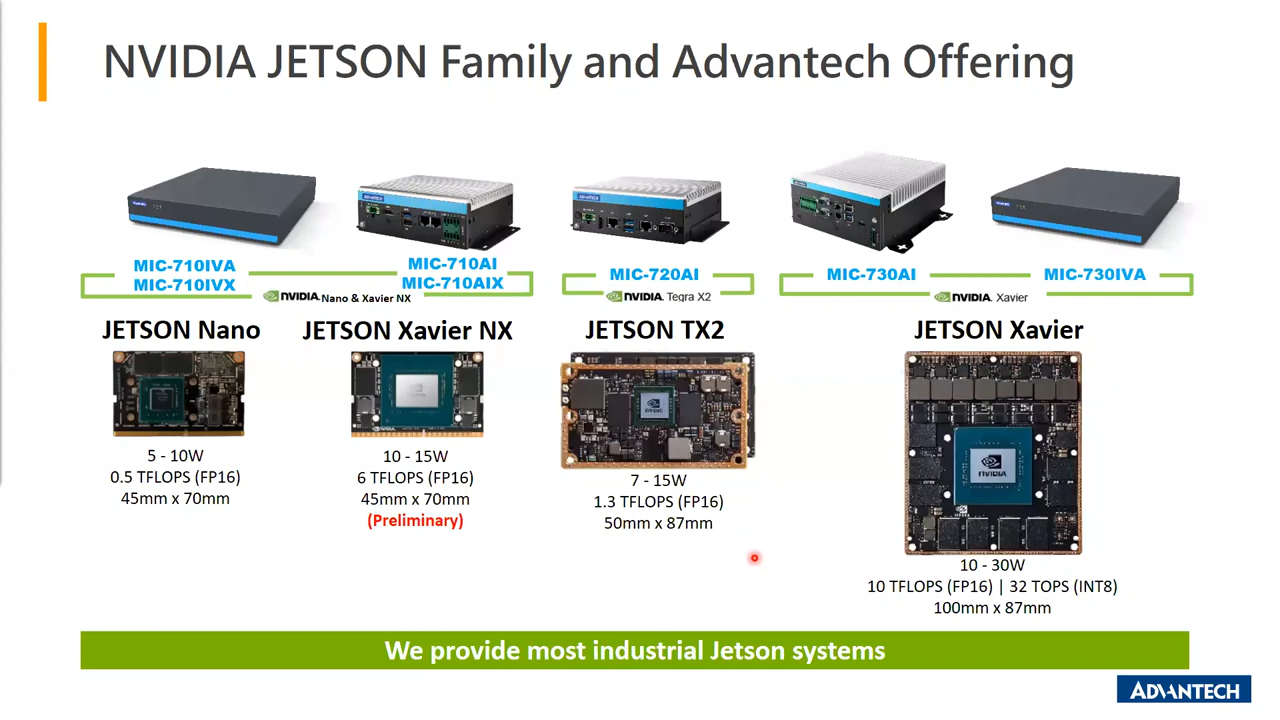 NVIDIA JETSON Family and Advantech Offering
MIC-710IVA
MIC-710IVX
MIC-710AI
MIC-710AIX
NVIDIA. Nano & Xavier NX
MIC-720AI
NVIDIA. Tegra X2
MIC-730AI
MIC-730IVA
NVIDIA. Xavier
JETSON Nano
5 - 10W
0.5 TFLOPS (FP16)
45mm x 70mm
JETSON Xavier NX
10 - 15W
6 TFLOPS (FP16)
45mm x 70mm
(Preliminary)
JETSON TX2
NVIDIA
7 - 15W
1.3 TFLOPS (FP16)
50mm x 87mm
JETSON Xavier
NVIDIA
10 - 30W
10 TFLOPS (FP16) | 32 TOPS (INT8)
100mm x 87mm
We provide most industrial Jetson systems
ADVANTECH